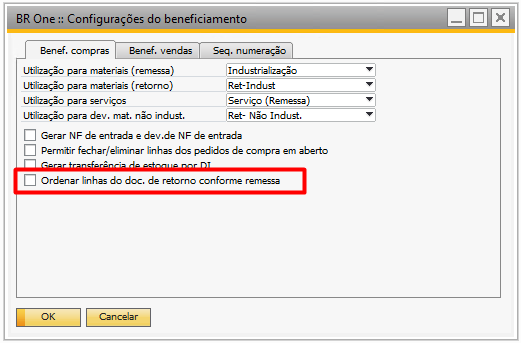 BR One :: Configurações do beneficiamento
Benef. compras Benef. vendas Seq. numeração
Utilização para materiais (remessa) Industrialização
Utilização para materiais (retorno) Ret-Indust
Utilização para serviços Serviço (Remessa)
Utilização para dev. mat. não indust. Ret- Não Indust.
Gerar NF de entrada e dev.de NF de entrada
Permitir fechar/eliminar linhas dos pedidos de compra em aberto
Gerar transferência de estoque por DI
Ordenar linhas do doc. de retorno conforme remessa
OK Cancelar